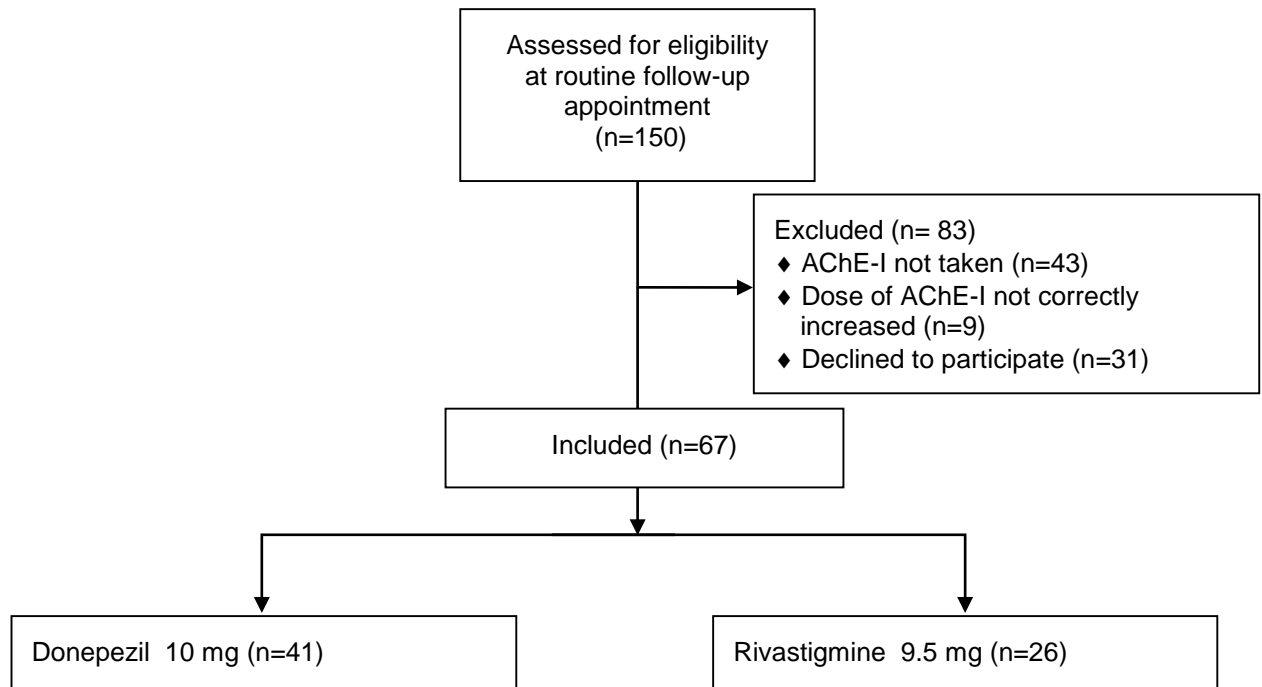 Assessed for eligibility
at routine follow-up
appointment
(n=150)
Excluded (n= 83)
♦ AChE-I not taken (n=43)
♦ Dose of AChE-I not correctly
increased (n=9)
♦ Declined to participate (n=31)
Included (n=67)
Donepezil  10 mg (n=41)
Rivastigmine  9.5 mg (n=26)